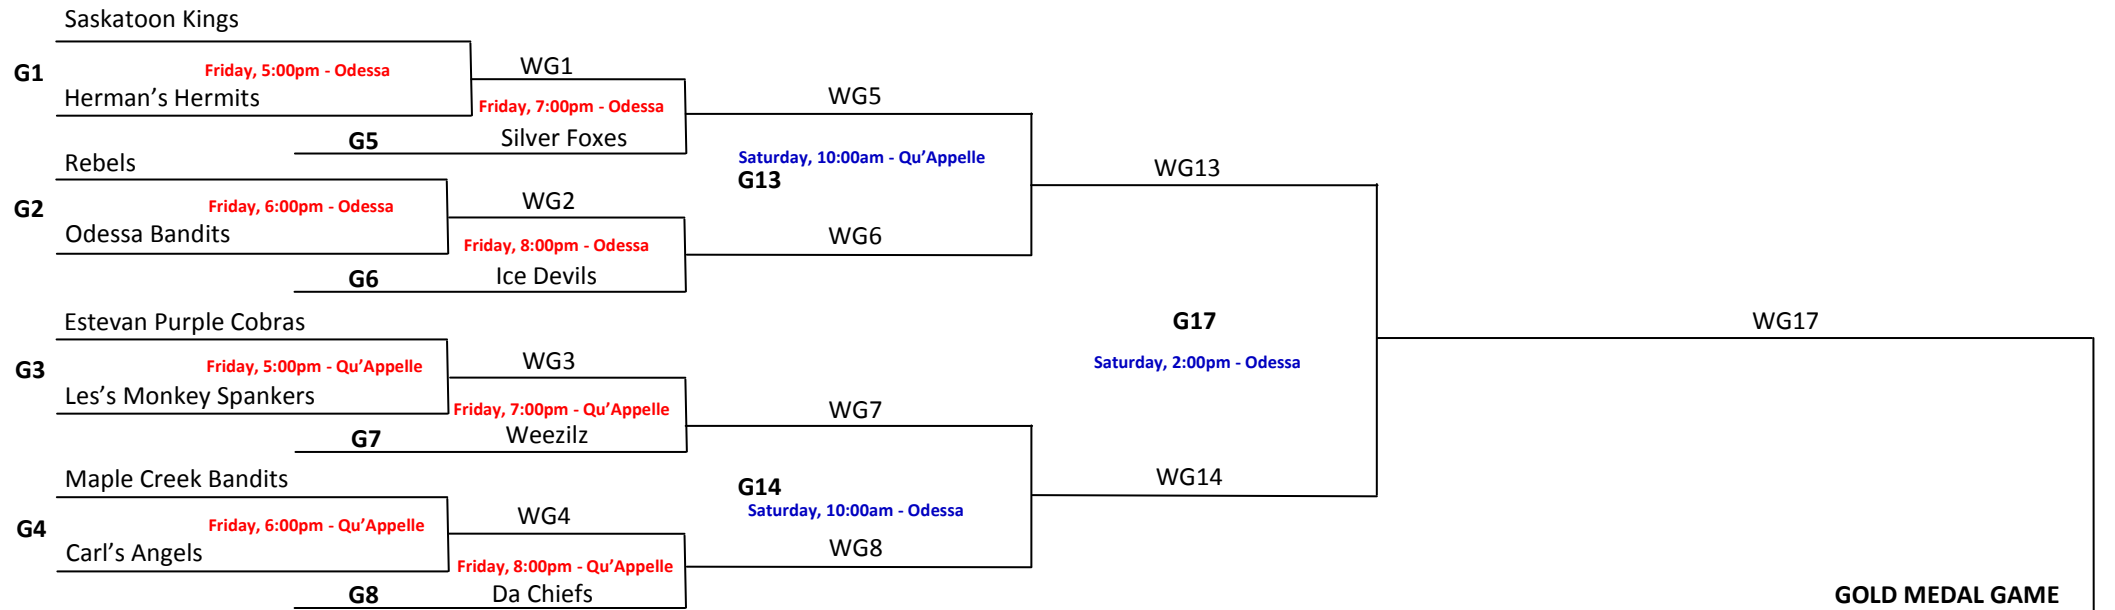 Saskatoon Kings
G1
Friday, 5:00pm - Odessa
WG1
Herman's Hermits
Friday, 7:00pm - Odessa
WG5
G5
Silver Foxes
Rebels
Saturday, 10:00am - Qu'Appelle
G13
WG13
G2
Friday, 6:00pm - Odessa
WG2
Odessa Bandits
Friday, 8:00pm - Odessa
WG6
G6
Ice Devils
Estevan Purple Cobras
G17
WG17
G3
Friday, 5:00pm - Qu'Appelle
WG3
Saturday, 2:00pm - Odessa
Les's Monkey Spankers
Friday, 7:00pm - Qu'Appelle
WG7
G7
Weezilz
Maple Creek Bandits
G14
WG14
Saturday, 10:00am - Odessa
G4
Friday, 6:00pm - Qu'Appelle
WG4
Carl's Angels
Friday, 8:00pm - Qu'Appelle
WG8
G8
Da Chiefs
GOLD MEDAL GAME